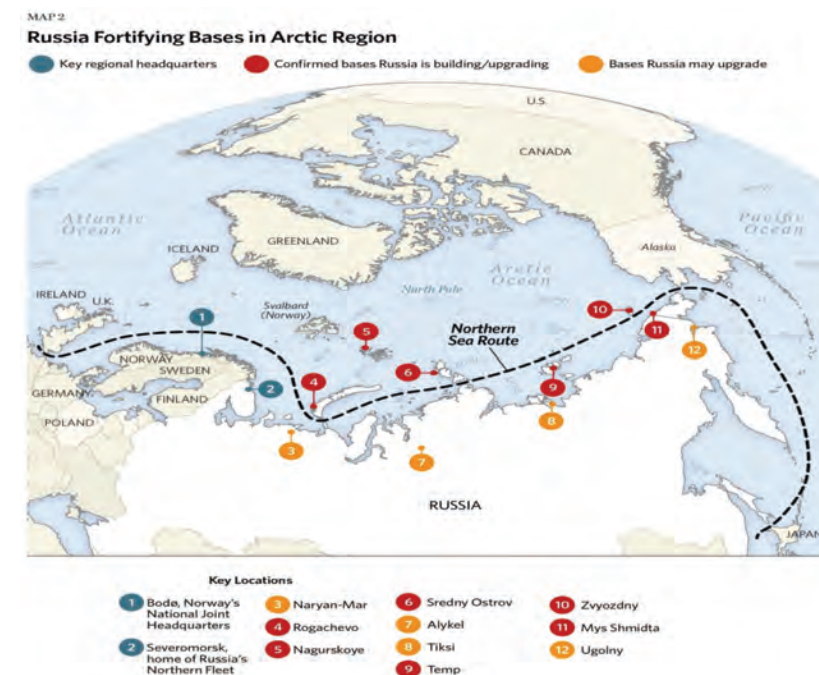 MAP 2
Russia Fortifying Bases in Arctic Region
Key regional headquarters
Confirmed bases Russia is building/upgrading
Bases Russia may upgrade
U.S.
CANADA
Atlantic
Ocean
Pacific
Ocean
GREENLAND
Alaska
ICELAND
Arctic
Ocean
North Pole
IRELAND
U.K.
Svalbard
(Norway)
1
5
10
11
12
Northern
Sea Route
NORWAY
SWEDEN
6
GERMANY
2
4
9
FINLAND
8
POLAND
3
7
RUSSIA
JAPAN
Key Locations
1 Bodø, Norway's
National Joint
Headquarters
2 Severomorsk,
home of Russia's
Northern Fleet
3 Naryan-Mar
4 Rogachevo
5 Nagurskoye
6 Sredny Ostrov
7 Alykel
8 Tiksi
9 Temp
10 Zvyozdny
11 Mys Shmidta
12 Ugolny